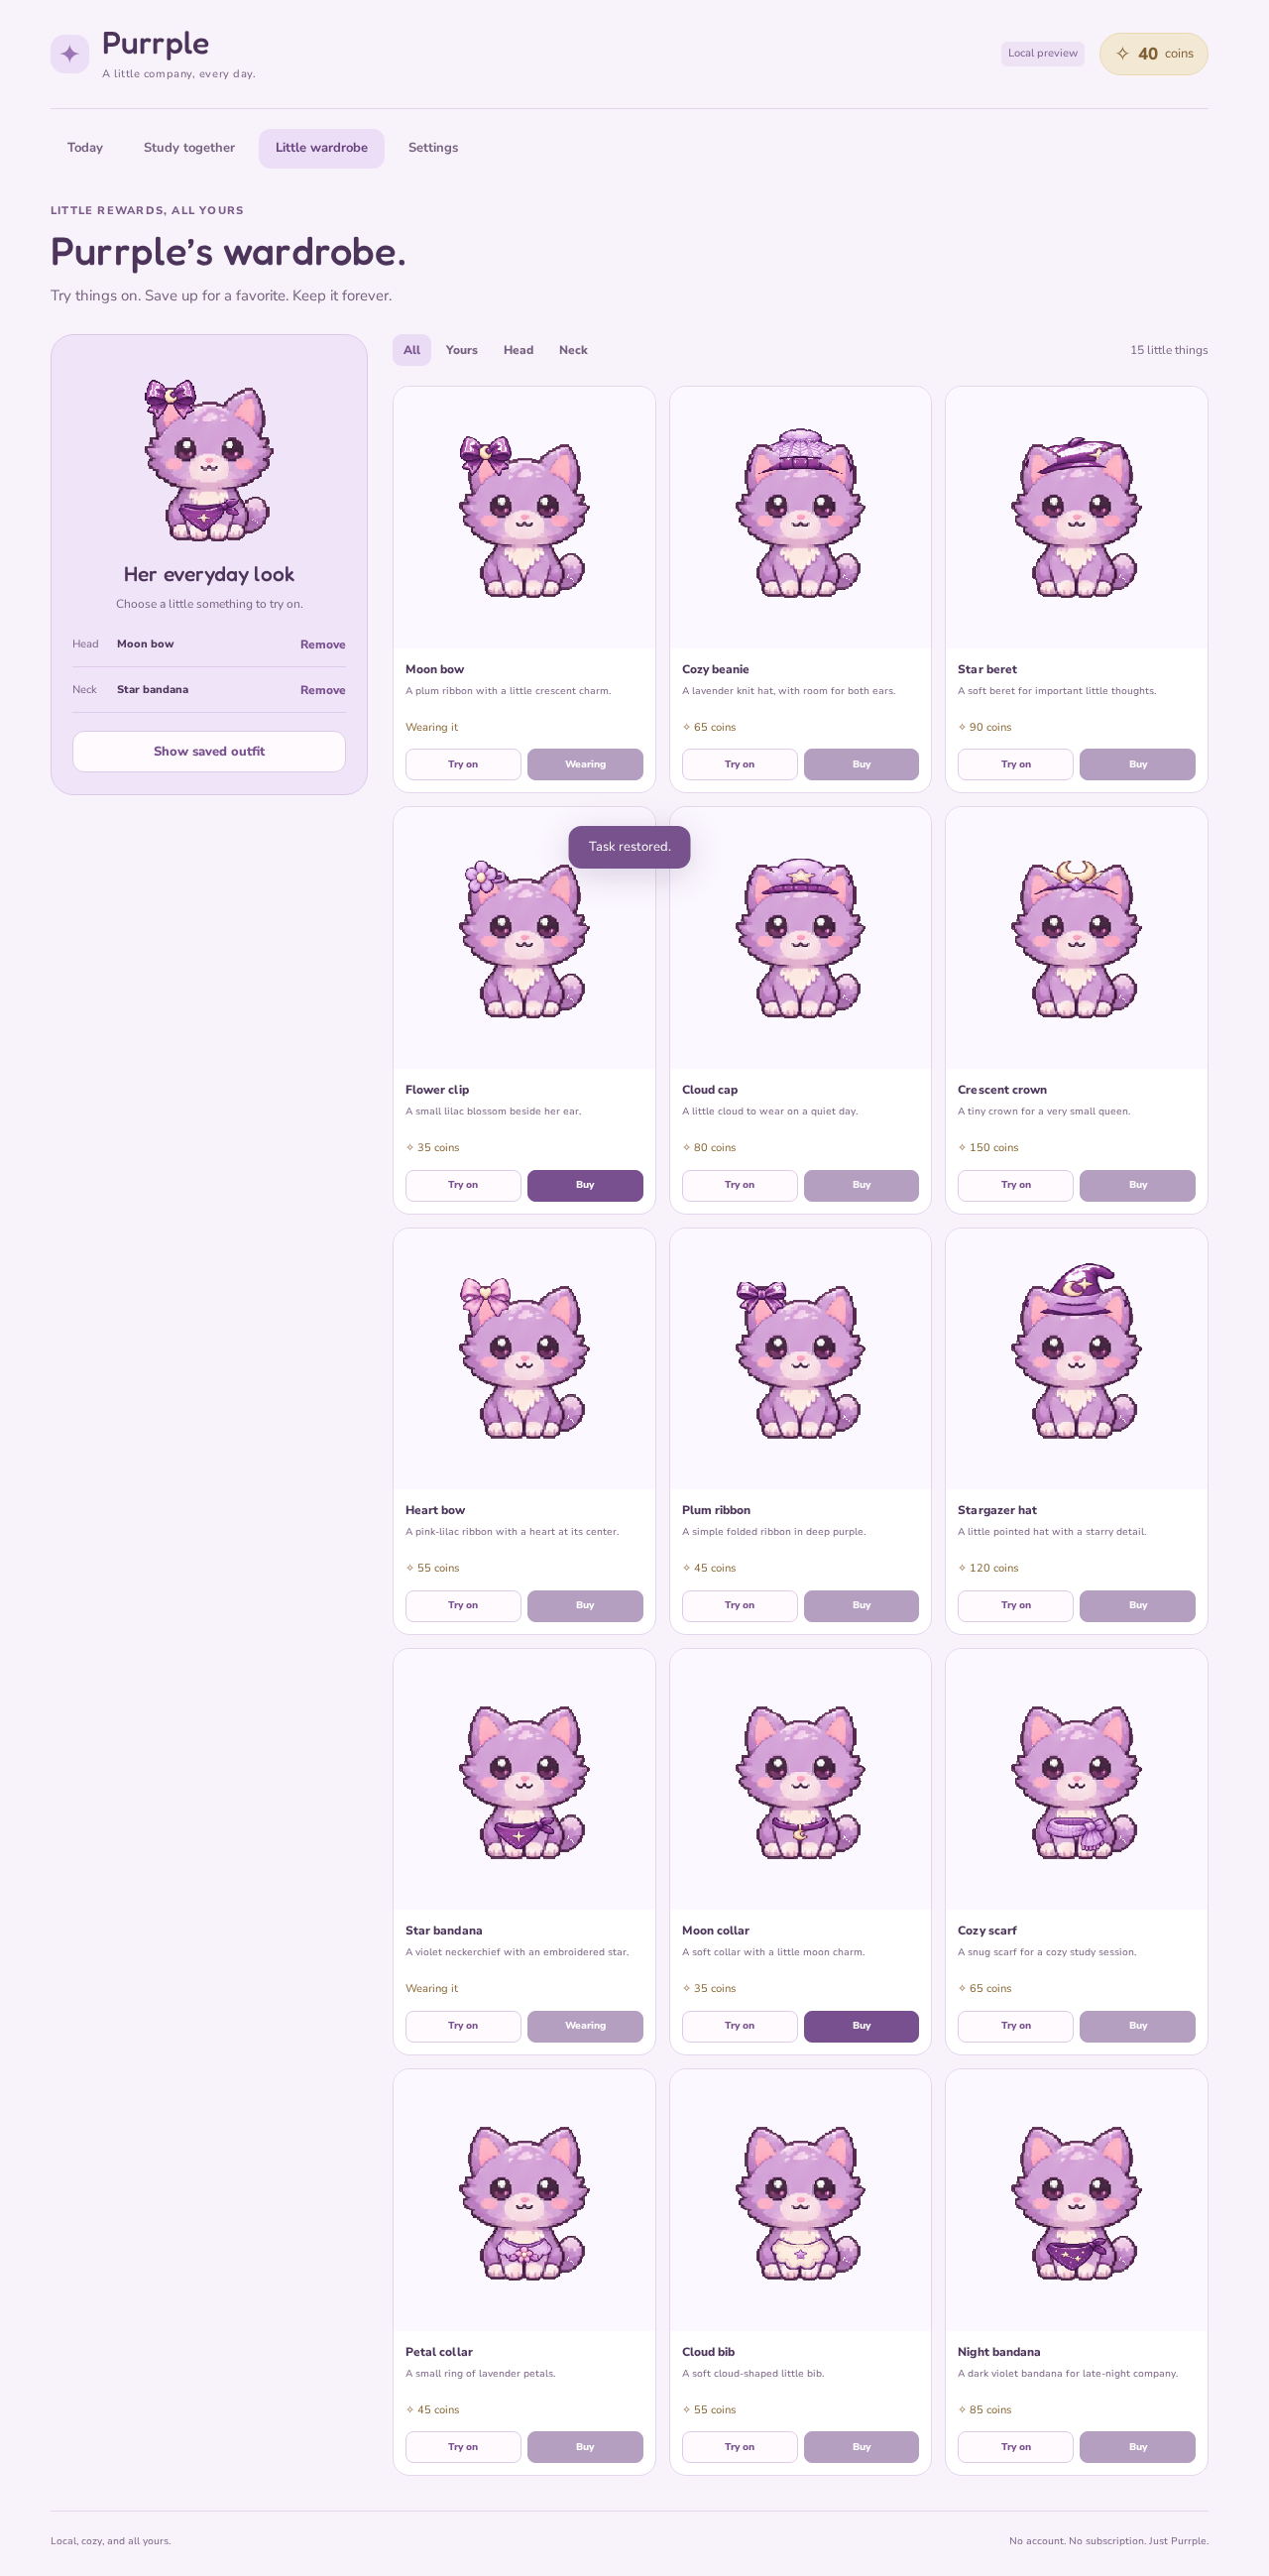 Purrple
A little company, every day.
Local preview
✧ 40 coins
Today
Study together
Little wardrobe
Settings
LITTLE REWARDS, ALL YOURS
Purrple’s wardrobe.
Try things on. Save up for a favorite. Keep it forever.
Her everyday look
Choose a little something to try on.
Head Moon bow Remove
Neck Star bandana Remove
Show saved outfit
All Yours Head Neck
15 little things
Moon bow
A plum ribbon with a little crescent charm.
Wearing it
Try on Wearing
Cozy beanie
A lavender knit hat, with room for both ears.
✧ 65 coins
Try on Buy
Star beret
A soft beret for important little thoughts.
✧ 90 coins
Try on Buy
Task restored.
Flower clip
A small lilac blossom beside her ear.
✧ 35 coins
Try on Buy
Cloud cap
A little cloud to wear on a quiet day.
✧ 80 coins
Try on Buy
Crescent crown
A tiny crown for a very small queen.
✧ 150 coins
Try on Buy
Heart bow
A pink-lilac ribbon with a heart at its center.
✧ 55 coins
Try on Buy
Plum ribbon
A simple folded ribbon in deep purple.
✧ 45 coins
Try on Buy
Stargazer hat
A little pointed hat with a starry detail.
✧ 120 coins
Try on Buy
Star bandana
A violet neckerchief with an embroidered star.
Wearing it
Try on Wearing
Moon collar
A soft collar with a little moon charm.
✧ 35 coins
Try on Buy
Cozy scarf
A snug scarf for a cozy study session.
✧ 65 coins
Try on Buy
Petal collar
A small ring of lavender petals.
✧ 45 coins
Try on Buy
Cloud bib
A soft cloud-shaped little bib.
✧ 55 coins
Try on Buy
Night bandana
A dark violet bandana for late-night company.
✧ 85 coins
Try on Buy
Local, cozy, and all yours.
No account. No subscription. Just Purrple.